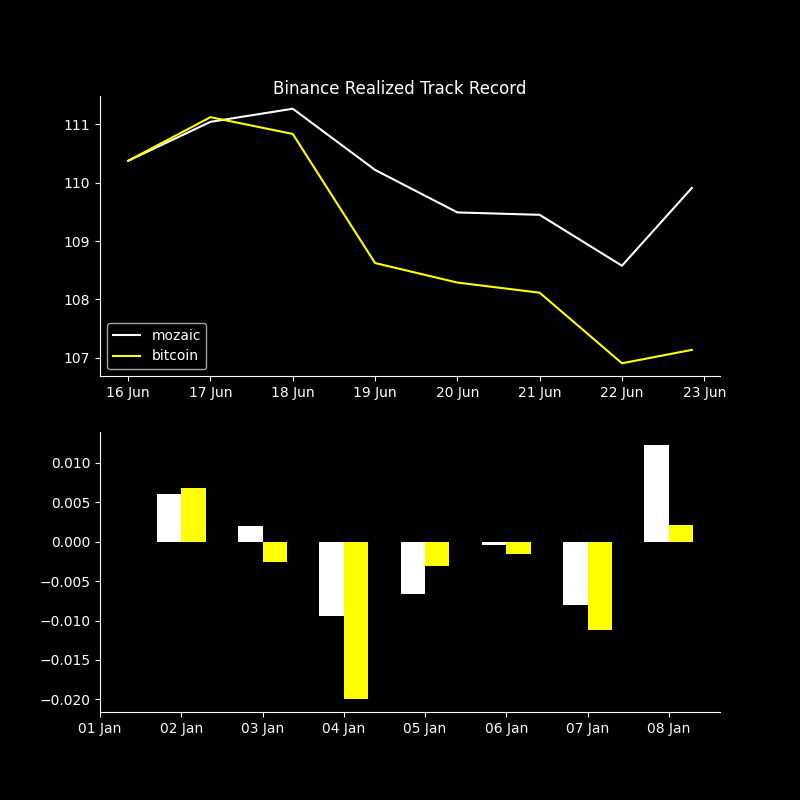 Binance Realized Track Record
111
110
109
108
107
mozaic
bitcoin
16 Jun 17 Jun 18 Jun 19 Jun 20 Jun 21 Jun 22 Jun 23 Jun
0.010
0.005
0.000
−0.005
−0.010
−0.015
−0.020
01 Jan 02 Jan 03 Jan 04 Jan 05 Jan 06 Jan 07 Jan 08 Jan